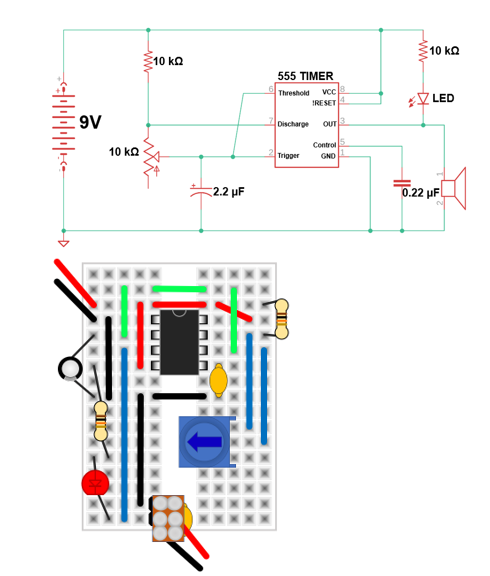 10 kΩ
10 kΩ
555 TIMER
6 Threshold VCC 8
!RESET 4
LED
9V
7 Discharge OUT 3
10 kΩ
Control 5
2 Trigger GND 1
1
+
2.2 µF
0.22 µF
2